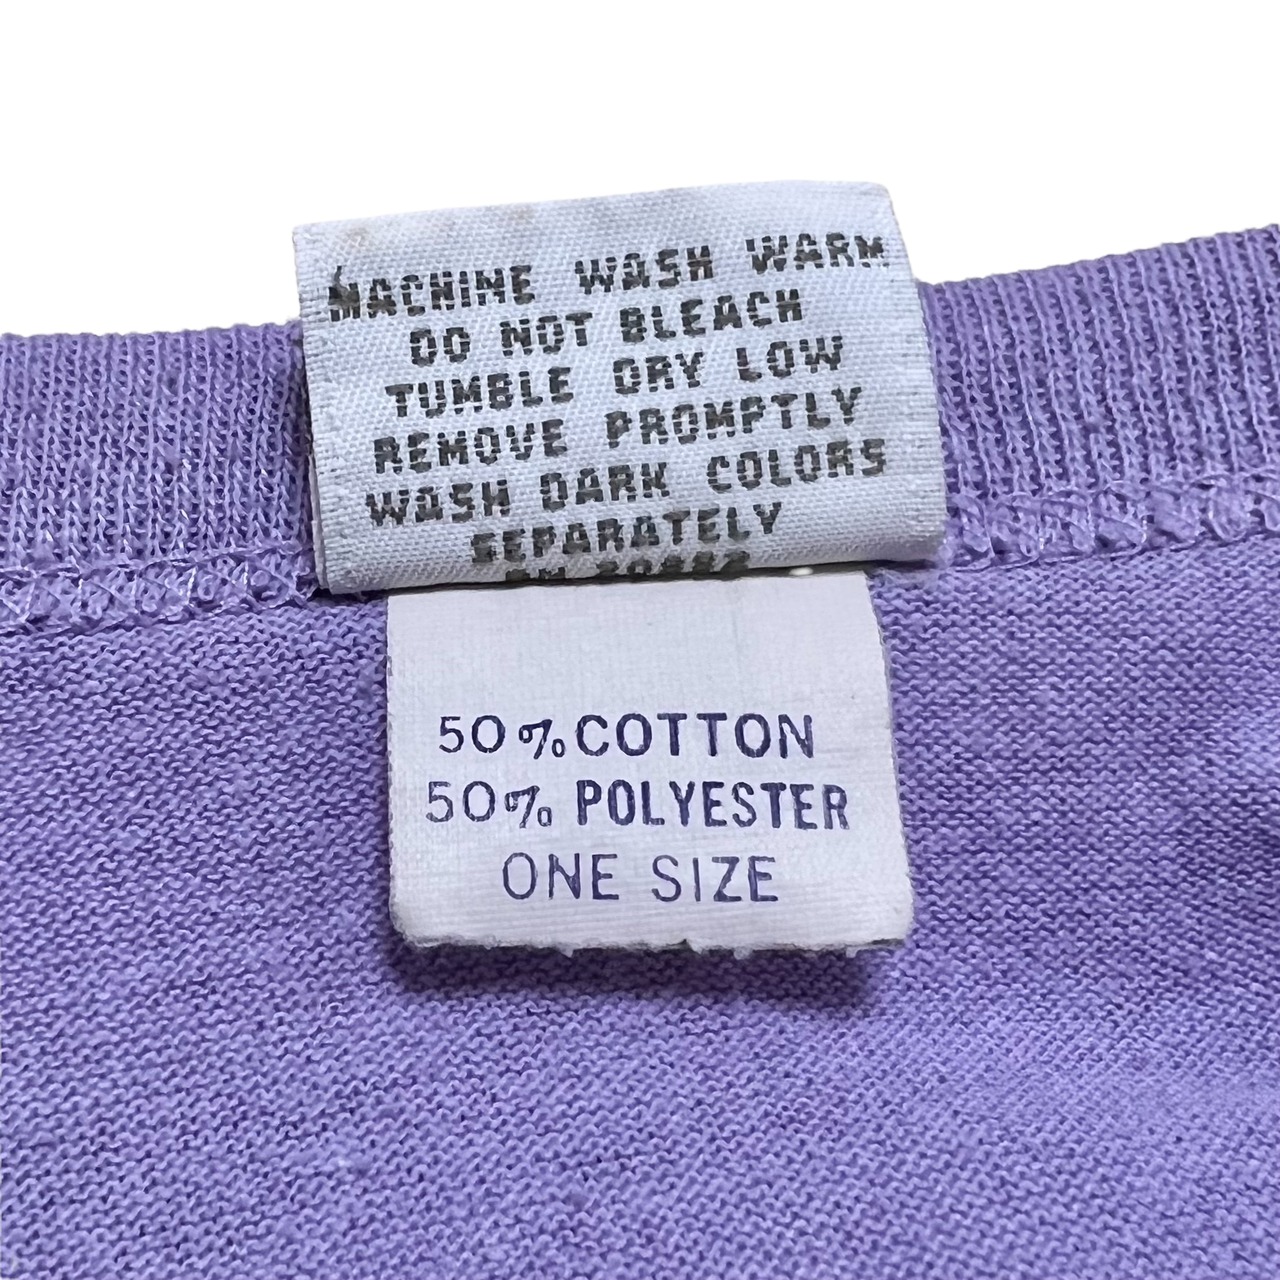 MACHINE WASH WARM
DO NOT BLEACH
TUMBLE DRY LOW
REMOVE PROMPTLY
WASH DARK COLORS
SEPARATELY
50% COTTON
50% POLYESTER
ONE SIZE